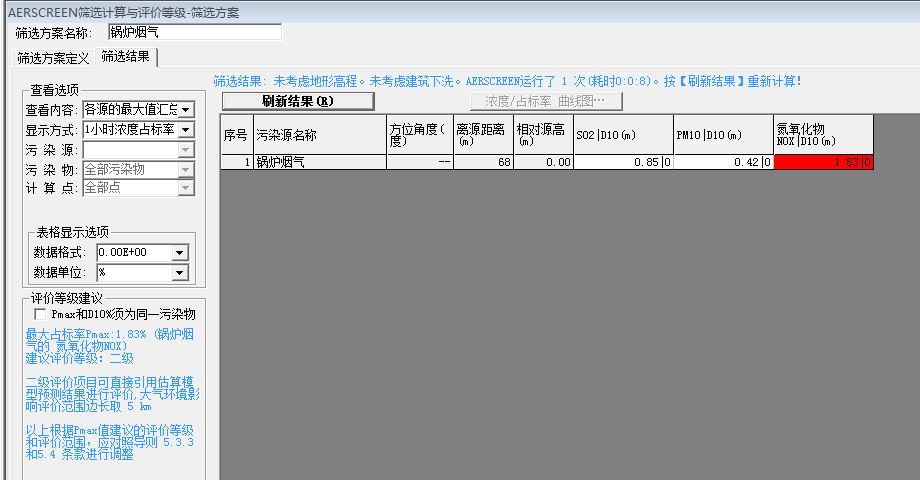 AERSCREEN筛选计算与评价等级-筛选方案
筛选方案名称: 锅炉烟气
筛选方案定义 筛选结果
查看选项
查看内容: 各源的最大值汇总
显示方式: 1小时浓度占标率
污 染 源:
污 染 物: 全部污染物
计 算 点: 全部点
表格显示选项
数据格式: 0.00E+00
数据单位: %
评价等级建议
Pmax和D10%须为同一污染物
最大占标率Pmax:1.83% (锅炉烟
气的 氮氧化物NOX)
建议评价等级: 二级
二级评价项目可直接引用估算模
型预测结果进行评价,大气环境影
响评价范围边长取 5 km
以上根据Pmax值建议的评价等级
和评价范围, 应对照导则 5.3.3
和5.4 条款进行调整
筛选结果: 未考虑地形高程。未考虑建筑下洗。AERSCREEN运行了 1 次(耗时0:0:8)。按【刷新结果】重新计算!
刷新结果(R) 浓度/占标率 曲线图…
序号 污染源名称 方位角度(度) 离源距离(m) 相对源高(m) SO2|D10(m) PM10|D10(m) 氮氧化物NOX|D10(m)
1 锅炉烟气 -- 68 0.00 0.85|0 0.42|0 1.83|0